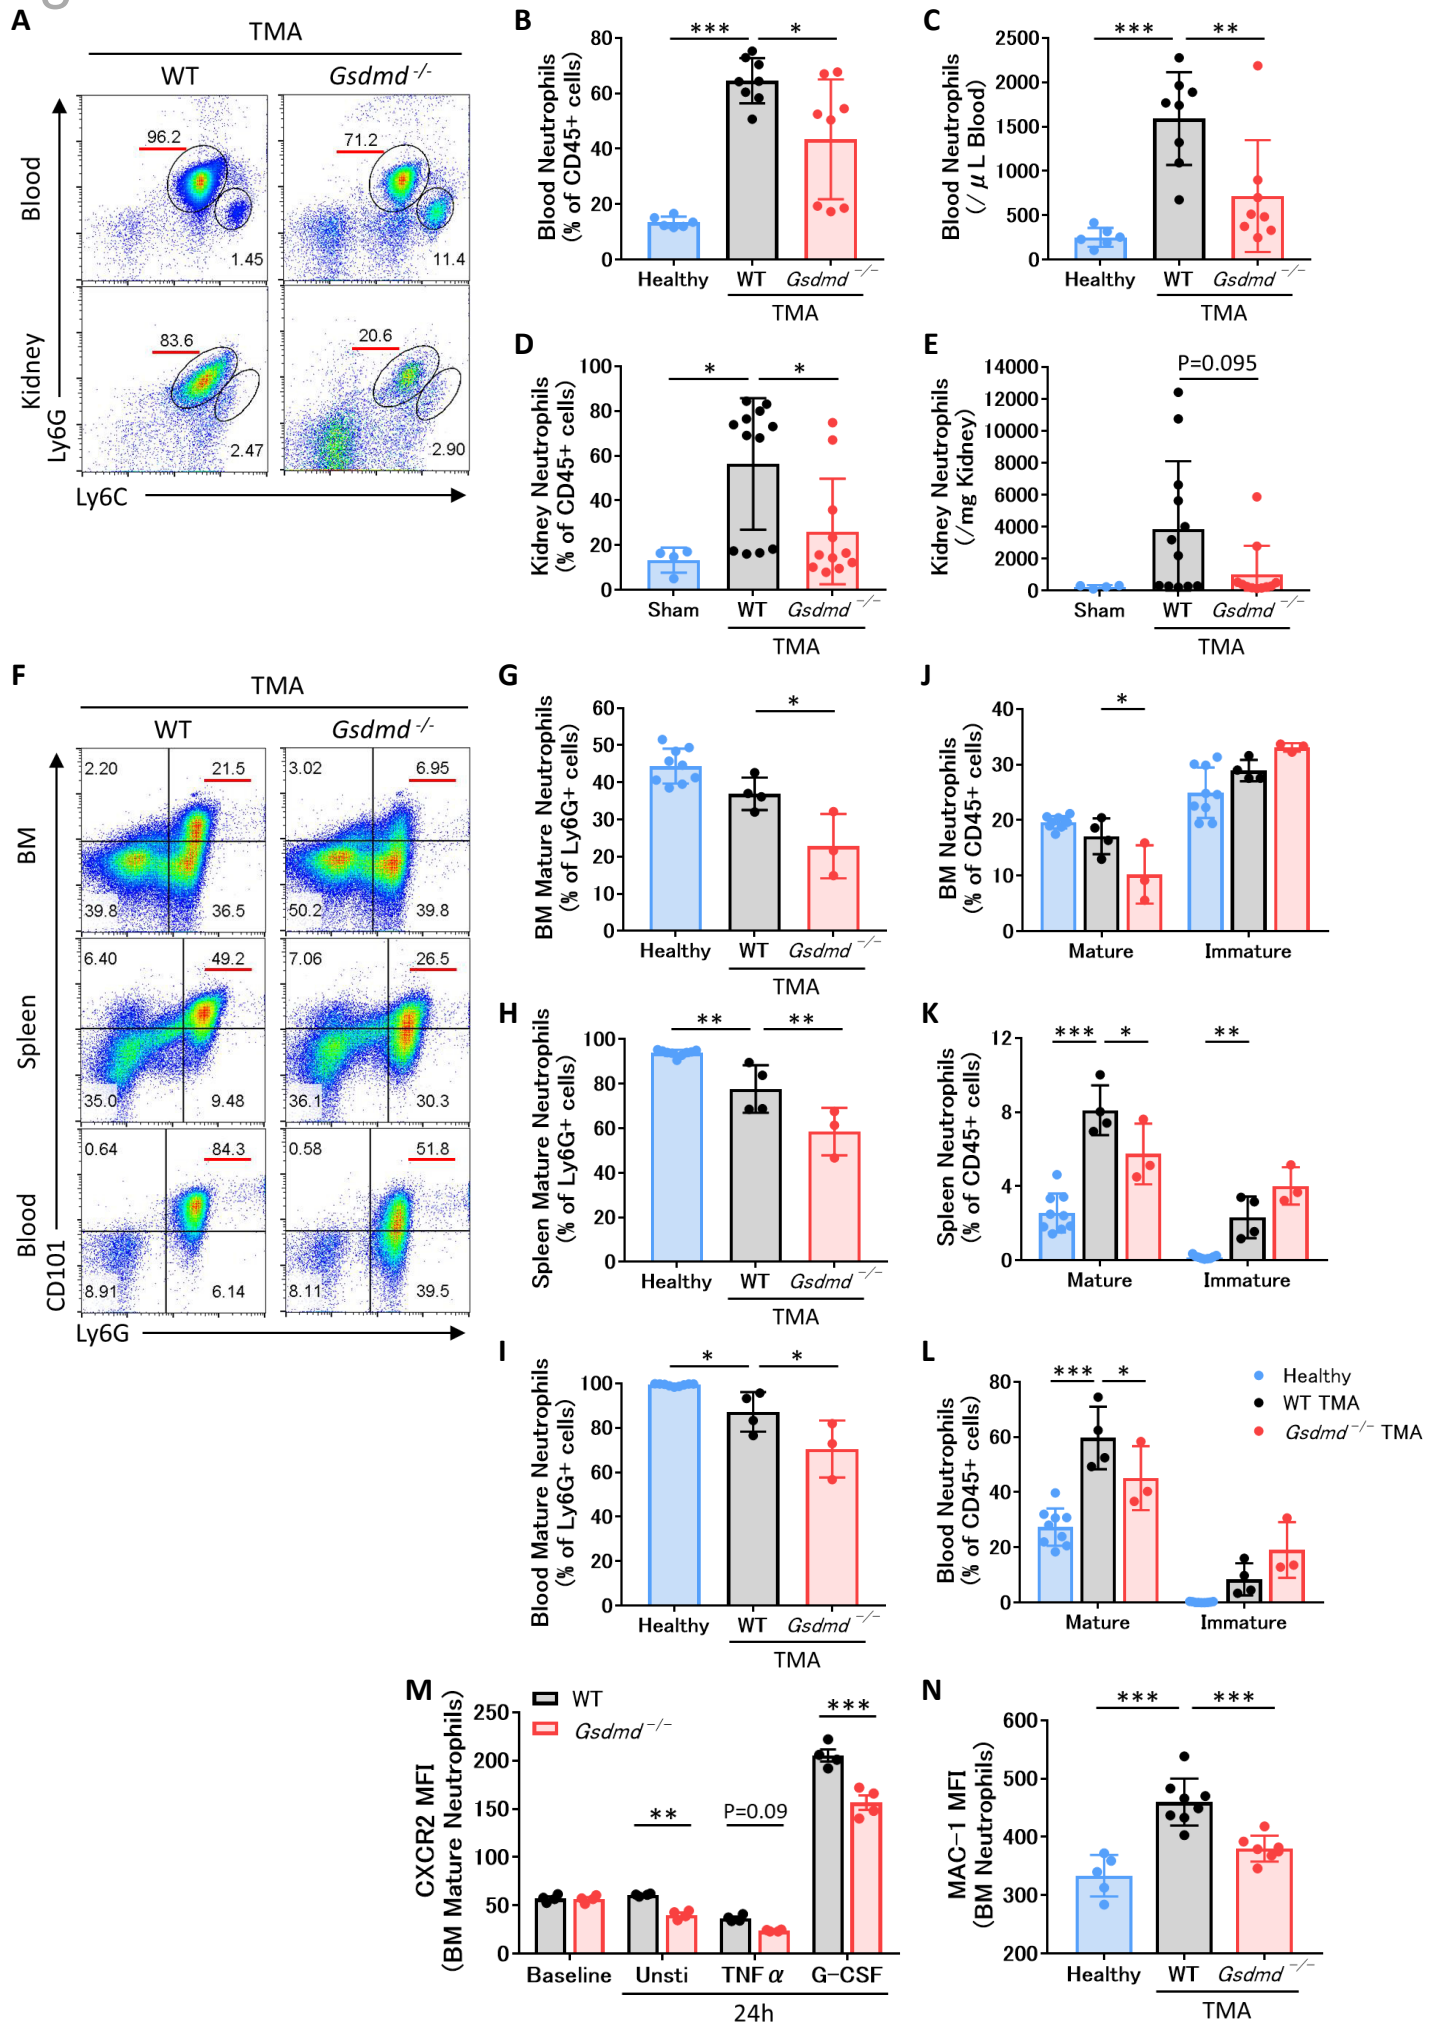 A
TMA
WT
Gsdmd -/-
Blood
96.2
71.2
1.45
11.4
Kidney
83.6
20.6
2.47
2.90
Ly6G
Ly6C
B
Blood Neutrophils
(% of CD45+ cells)
80
60
40
20
0
***
*
Healthy
WT
Gsdmd -/-
TMA
C
Blood Neutrophils
(/μL Blood)
2500
2000
1500
1000
500
0
***
**
Healthy
WT
Gsdmd -/-
TMA
D
Kidney Neutrophils
(% of CD45+ cells)
100
80
60
40
20
0
*
*
Sham
WT
Gsdmd -/-
TMA
E
Kidney Neutrophils
(/mg Kidney)
14000
12000
10000
8000
6000
4000
2000
0
P=0.095
Sham
WT
Gsdmd -/-
TMA
F
TMA
WT
Gsdmd -/-
BM
2.20
21.5
3.02
6.95
39.8
36.5
50.2
39.8
Spleen
6.40
49.2
7.06
26.5
35.0
9.48
36.1
30.3
Blood
0.64
84.3
0.58
51.8
8.91
6.14
8.11
39.5
CD101
Ly6G
G
BM Mature Neutrophils
(% of Ly6G+ cells)
60
50
40
30
20
10
0
*
Healthy
WT
Gsdmd -/-
TMA
J
BM Neutrophils
(% of CD45+ cells)
40
30
20
10
0
*
Mature
Immature
H
Spleen Mature Neutrophils
(% of Ly6G+ cells)
100
80
60
40
20
0
**
**
Healthy
WT
Gsdmd -/-
TMA
K
Spleen Neutrophils
(% of CD45+ cells)
12
8
4
0
***
*
**
Mature
Immature
I
Blood Mature Neutrophils
(% of Ly6G+ cells)
100
80
60
40
20
0
*
*
Healthy
WT
Gsdmd -/-
TMA
L
Blood Neutrophils
(% of CD45+ cells)
80
60
40
20
0
***
*
Mature
Immature
Healthy
WT TMA
Gsdmd -/- TMA
M
CXCR2 MFI
(BM Mature Neutrophils)
250
200
150
100
50
0
WT
Gsdmd -/-
**
P=0.09
***
Baseline
Unsti
TNFα
G-CSF
24h
N
MAC-1 MFI
(BM Neutrophils)
600
500
400
300
200
***
***
Healthy
WT
Gsdmd -/-
TMA